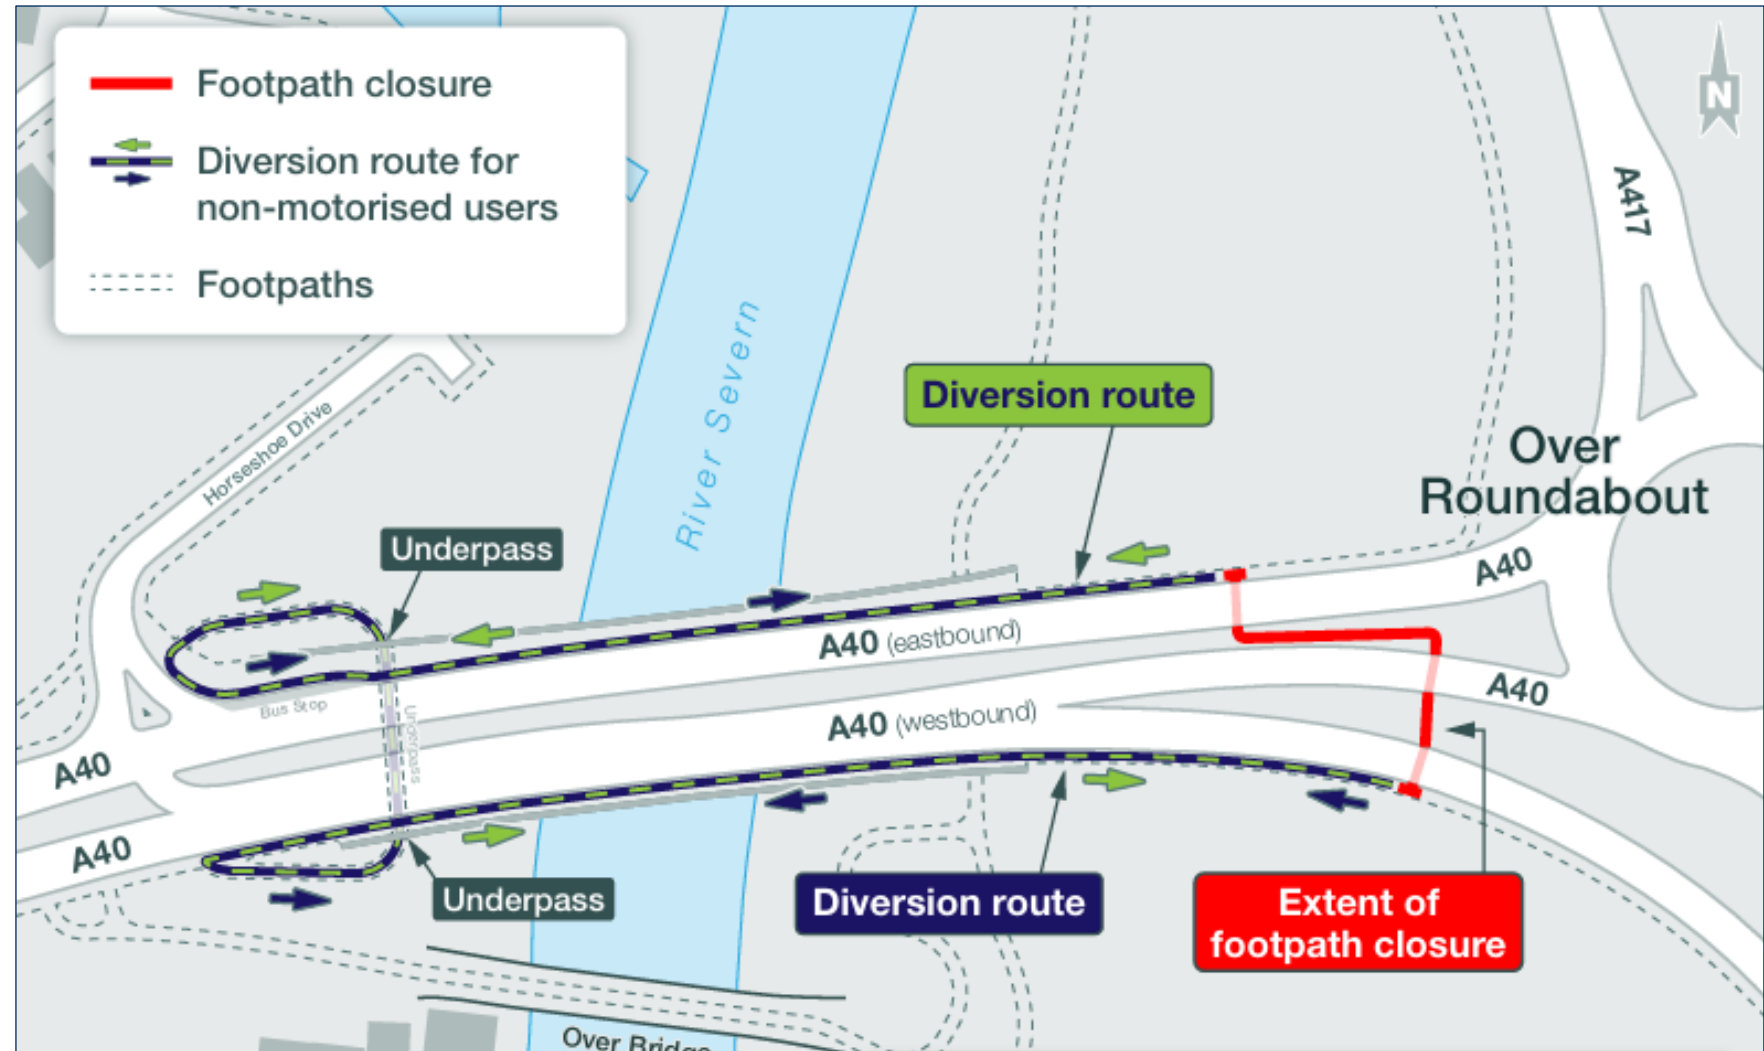 Footpath closure
Diversion route for
non-motorised users
Footpaths
N
A417
River Severn
Horseshoe Drive
Diversion route
Over
Roundabout
Underpass
A40
A40 (eastbound)
A40
Bus Stop
Underpass
A40 (westbound)
A40
A40
Underpass
Diversion route
Extent of
footpath closure
Over Bridge